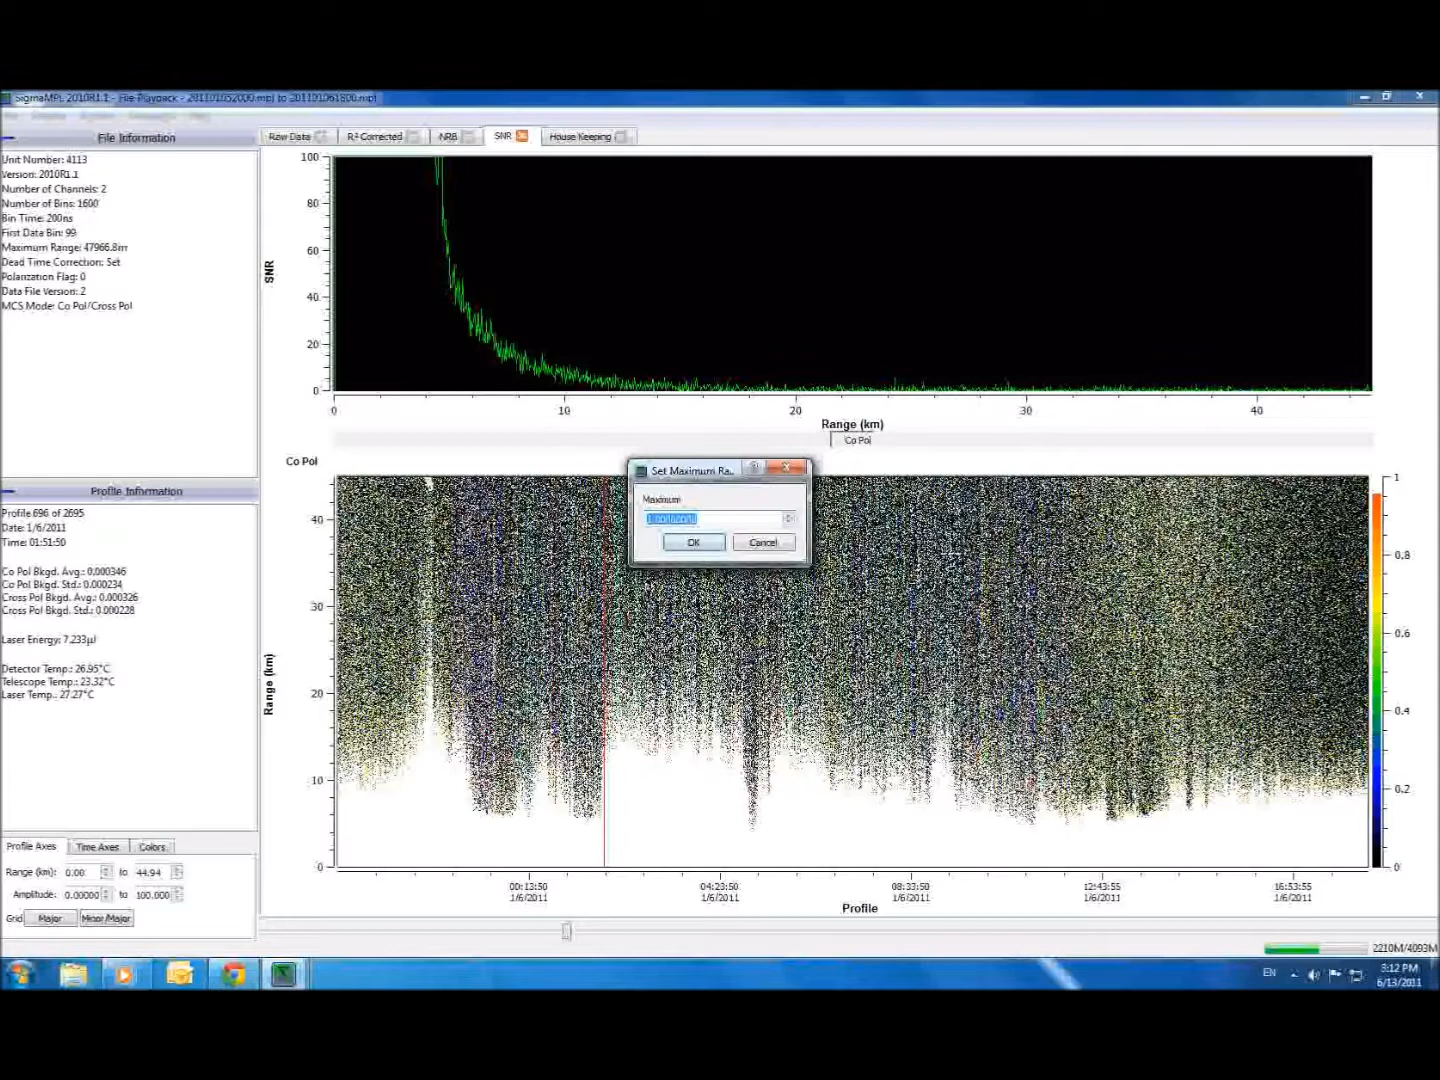 SigmaMPL 2010R1.1 - File Playback - 201101052000.mpl to 201101061800.mpl
File Information
Unit Number: 4113
Version: 2010R1.1
Number of Channels: 2
Number of Bins: 1600
Bin Time: 200ns
First Data Bin: 99
Maximum Range: 47966.8m
Dead Time Correction: Set
Polarization Flag: 0
Data File Version: 2
MCS Mode: Co Pol/Cross Pol
Raw Data
R² Corrected
NRB
SNR
House Keeping
100
80
60
40
20
0
SNR
0
10
20
30
40
Range (km)
Co Pol
Profile Information
Profile 696 of 2695
Date: 1/6/2011
Time: 01:51:50
Co Pol Bkgd. Avg.: 0.000346
Co Pol Bkgd. Std.: 0.000234
Cross Pol Bkgd. Avg.: 0.000326
Cross Pol Bkgd. Std.: 0.000228
Laser Energy: 7.233µJ
Detector Temp.: 26.95°C
Telescope Temp.: 23.32°C
Laser Temp.: 27.27°C
Co Pol
40
30
20
10
0
Range (km)
Set Maximum Ra..
Maximum
OK
Cancel
1
0.8
0.6
0.4
0.2
0
00:13:50
1/6/2011
04:23:50
1/6/2011
08:33:50
1/6/2011
12:43:55
1/6/2011
16:53:55
1/6/2011
Profile
Profile Axes
Time Axes
Colors
Range (km): 0.00 to 44.94
Amplitude: 0.00000 to 100.000
Grid Major Minor/Major
2210M/4093M
EN
3:12 PM
6/13/2011